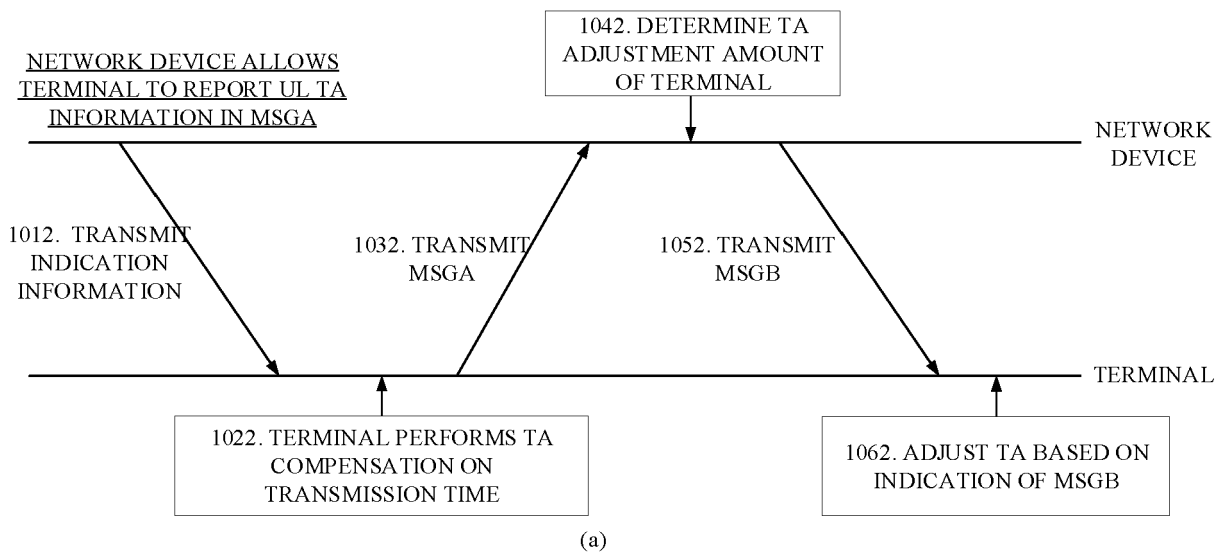 NETWORK DEVICE ALLOWS
TERMINAL TO REPORT UL TA
INFORMATION IN MSGA
1042. DETERMINE TA
ADJUSTMENT AMOUNT
OF TERMINAL
NETWORK
DEVICE
1012. TRANSMIT
INDICATION
INFORMATION
1032. TRANSMIT
MSGA
1052. TRANSMIT
MSGB
TERMINAL
1022. TERMINAL PERFORMS TA
COMPENSATION ON
TRANSMISSION TIME
1062. ADJUST TA BASED ON
INDICATION OF MSGB
(a)